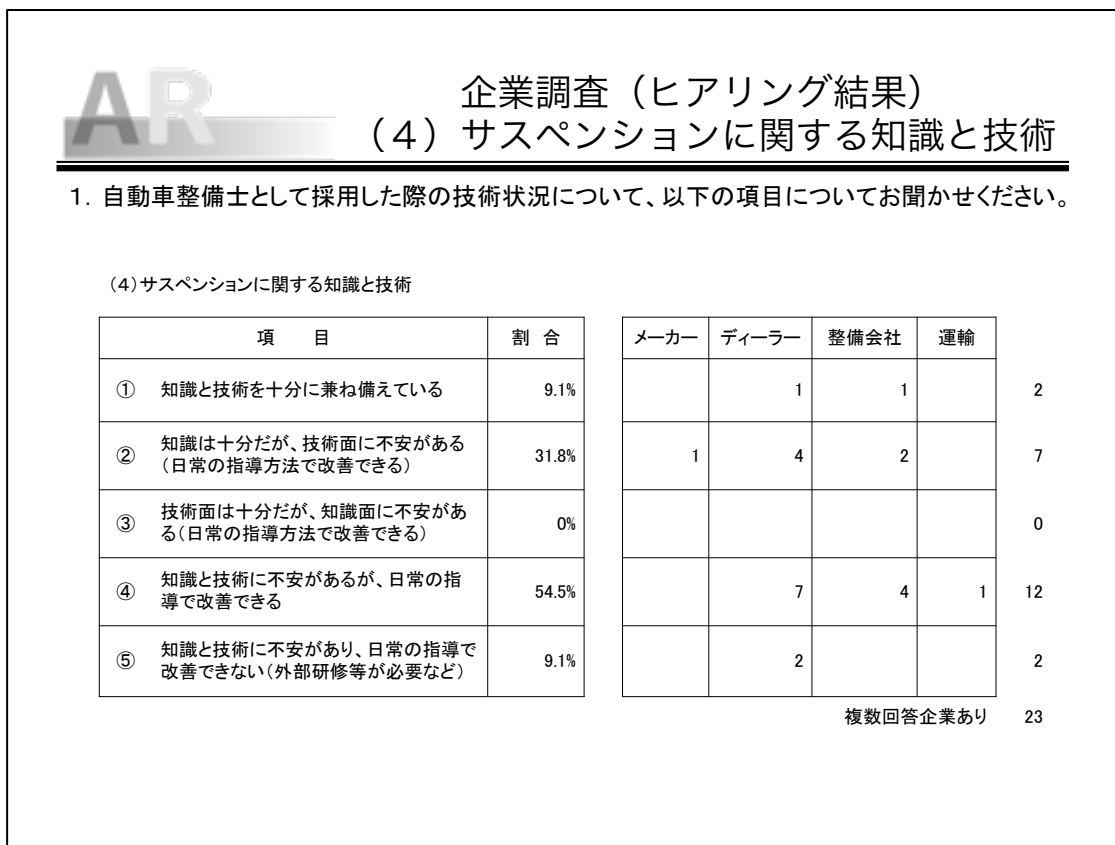 AR
企業調査（ヒアリング結果）
（４）サスペンションに関する知識と技術
1. 自動車整備士として採用した際の技術状況について、以下の項目についてお聞かせください。
（４）サスペンションに関する知識と技術
項　　目 割 合 メーカー ディーラー 整備会社 運輸
① 知識と技術を十分に兼ね備えている 9.1% 1 1 2
② 知識は十分だが、技術面に不安がある
（日常の指導方法で改善できる） 31.8% 1 4 2 7
③ 技術面は十分だが、知識面に不安があ
る（日常の指導方法で改善できる） 0% 0
④ 知識と技術に不安があるが、日常の指
導で改善できる 54.5% 7 4 1 12
⑤ 知識と技術に不安があり、日常の指導で
改善できない（外部研修等が必要など） 9.1% 2 2
複数回答企業あり 23